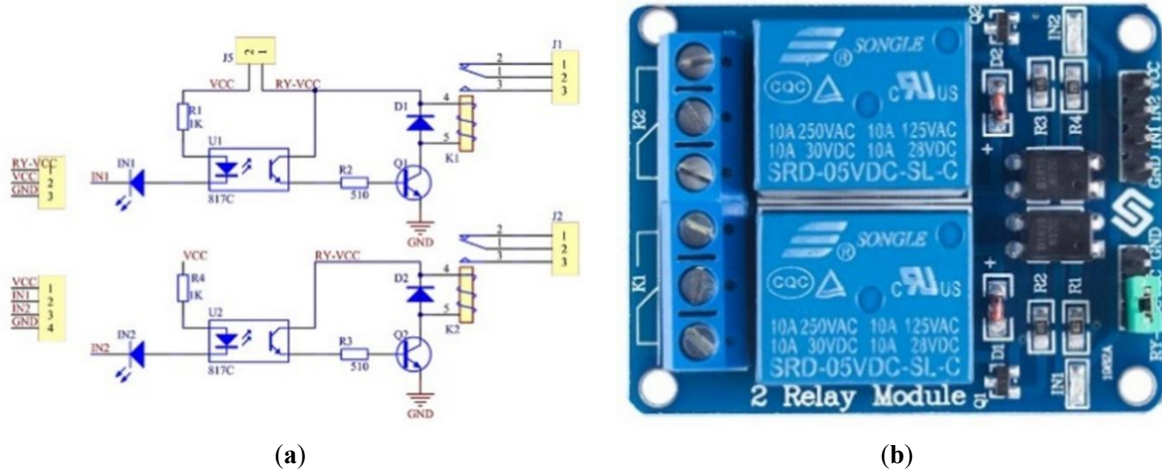 J5
2 1
VCC
RY-VCC
R1
1K
U1
817C
IN1
IN1
RY-VCC 1
VCC 2
GND 3
R2
510
D1
Q1
4
5
K1
GND
J1
2 1
1 2
3 3
VCC
R4
1K
U2
817C
RY-VCC
VCC 1
IN1 2
IN2 3
GND 4
IN2
IN2
R3
510
D2
Q2
4
5
K2
GND
J2
2 1
1 2
3 3
(a)
K2
K1
SONGLE
®
CQC
C US
10A 250VAC 10A 125VAC
10A 30VDC 10A 28VDC
SRD-05VDC-SL-C
SONGLE
®
CQC
C US
10A 250VAC 10A 125VAC
10A 30VDC 10A 28VDC
SRD-05VDC-SL-C
2 Relay Module
Q2
IN2
D2
+
R3
R4
GND IN1 IN2 VCC
+
D1
R2
R1
Q1
IN1
GND
(b)